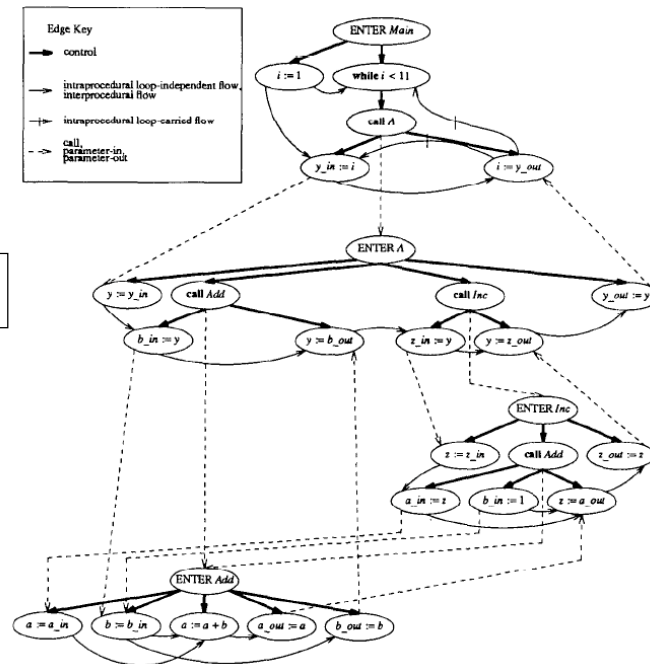 Edge Key
control
intraprocedural loop-independent flow,
interprocedural flow
intraprocedural loop-carried flow
call,
parameter-in,
parameter-out
ENTER Main
i := 1
while i < 11
call A
y_in := i
i := y_out
ENTER A
y := y_in
call Add
call Inc
y_out := y
b_in := y
y := b_out
z_in := y
y := z_out
ENTER Inc
z := z_in
call Add
z_out := z
a_in := z
b_in := 1
z := a_out
ENTER Add
a := a_in
b := b_in
a := a + b
a_out := a
b_out := b